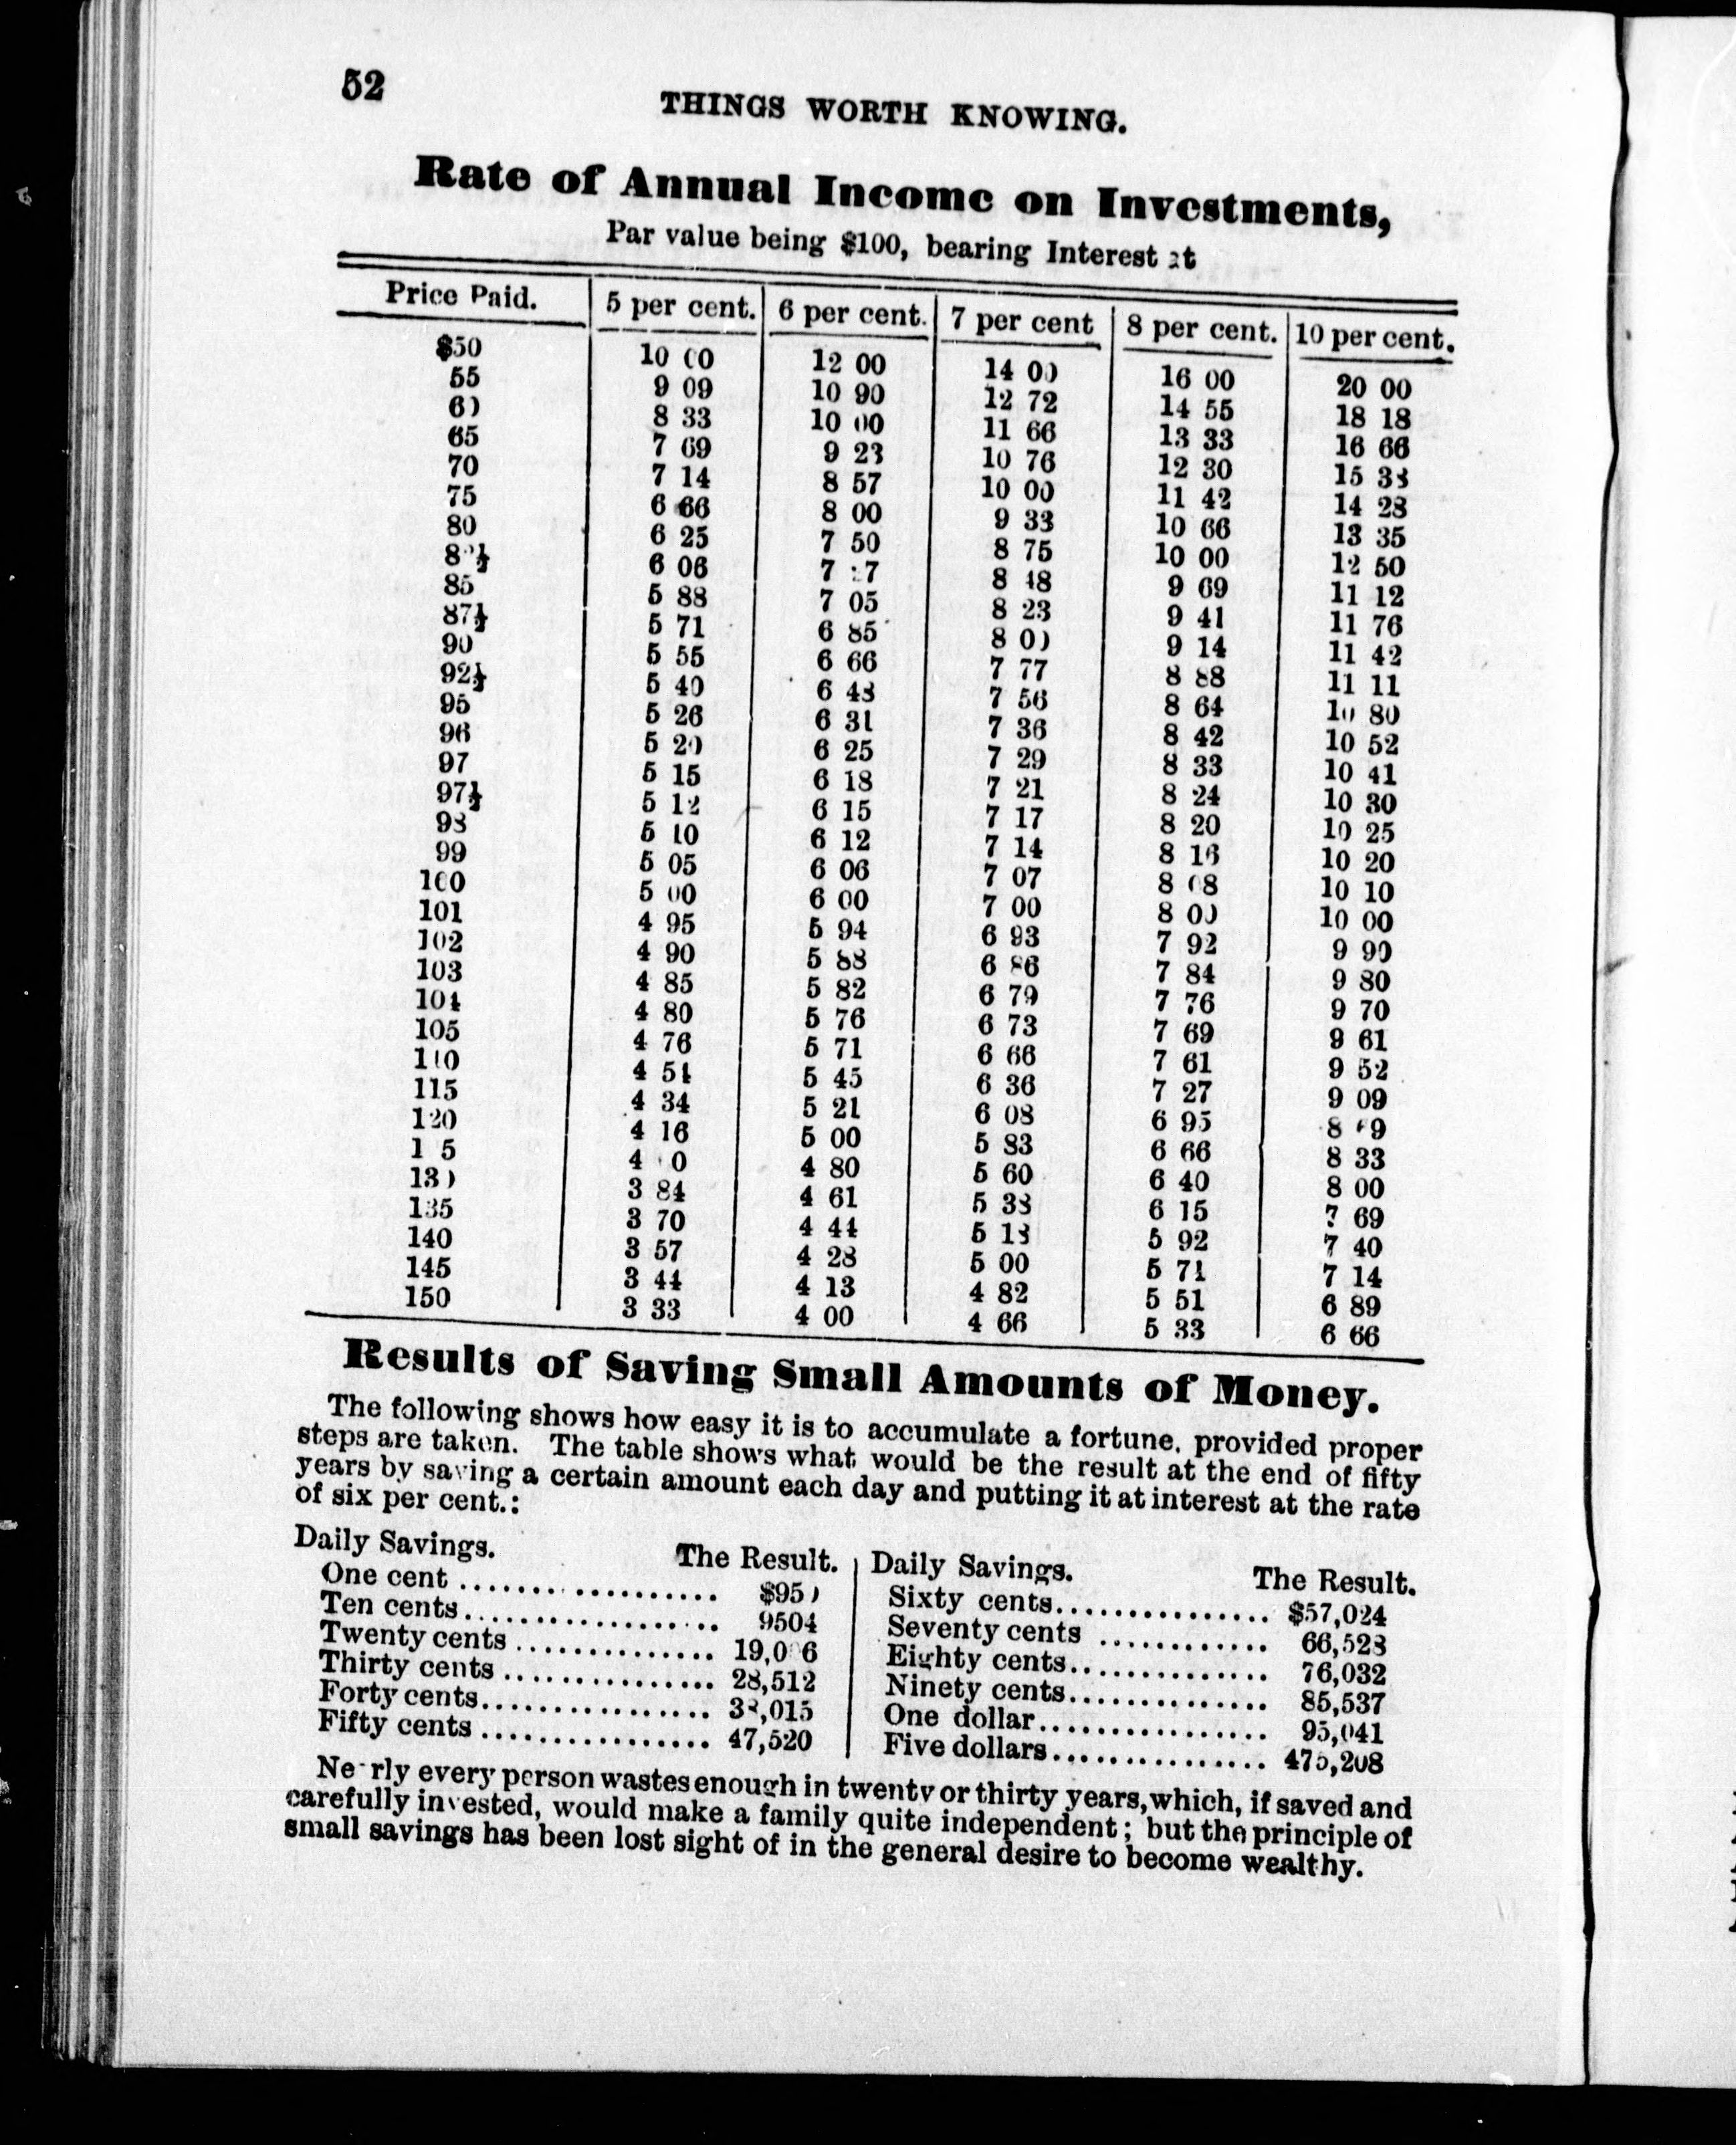 52
THINGS WORTH KNOWING.
Rate of Annual Income on Investments,
Par value being $100, bearing Interest at
Price Paid. 5 per cent. 6 per cent. 7 per cent 8 per cent. 10 per cent.
$50 10 00 12 00 14 00 16 00 20 00
55 9 09 10 90 12 72 14 55 18 18
60 8 33 10 00 11 66 13 33 16 66
65 7 69 9 23 10 76 12 30 15 38
70 7 14 8 57 10 00 11 42 14 28
75 6 66 8 00 9 33 10 66 13 35
80 6 25 7 50 8 75 10 00 12 50
82½ 6 06 7 27 8 48 9 69 11 12
85 5 88 7 05 8 23 9 41 11 76
87½ 5 71 6 85 8 00 9 14 11 42
90 5 55 6 66 7 77 8 88 11 11
92½ 5 40 6 48 7 56 8 64 10 80
95 5 26 6 31 7 36 8 42 10 52
96 5 20 6 25 7 29 8 33 10 41
97 5 15 6 18 7 21 8 24 10 30
97½ 5 12 6 15 7 17 8 20 10 25
98 5 10 6 12 7 14 8 16 10 20
99 5 05 6 06 7 07 8 08 10 10
100 5 00 6 00 7 00 8 00 10 00
101 4 95 5 94 6 93 7 92 9 90
102 4 90 5 88 6 86 7 84 9 80
103 4 85 5 82 6 79 7 76 9 70
104 4 80 5 76 6 73 7 69 9 61
105 4 76 5 71 6 66 7 61 9 52
110 4 54 5 45 6 36 7 27 9 09
115 4 34 5 21 6 08 6 95 8 69
120 4 16 5 00 5 83 6 66 8 33
1 5 4 0 4 80 5 60 6 40 8 00
130 3 84 4 61 5 38 6 15 7 69
135 3 70 4 44 5 18 5 92 7 40
140 3 57 4 28 5 00 5 71 7 14
145 3 44 4 13 4 82 5 51 6 89
150 3 33 4 00 4 66 5 33 6 66
Results of Saving Small Amounts of Money.
The following shows how easy it is to accumulate a fortune, provided proper
steps are taken. The table shows what would be the result at the end of fifty
years by saving a certain amount each day and putting it at interest at the rate
of six per cent.:
Daily Savings. The Result. Daily Savings. The Result.
One cent .................. $950 Sixty cents............... $57,024
Ten cents.................. 9504 Seventy cents ............ 66,528
Twenty cents ............... 19,0 6 Eighty cents.............. 76,032
Thirty cents ................ 28,512 Ninety cents.............. 85,537
Forty cents................ 38,015 One dollar................ 95,041
Fifty cents ................ 47,520 Five dollars............... 475,208
Nearly every person wastes enough in twenty or thirty years, which, if saved and
carefully invested, would make a family quite independent; but the principle of
small savings has been lost sight of in the general desire to become wealthy.